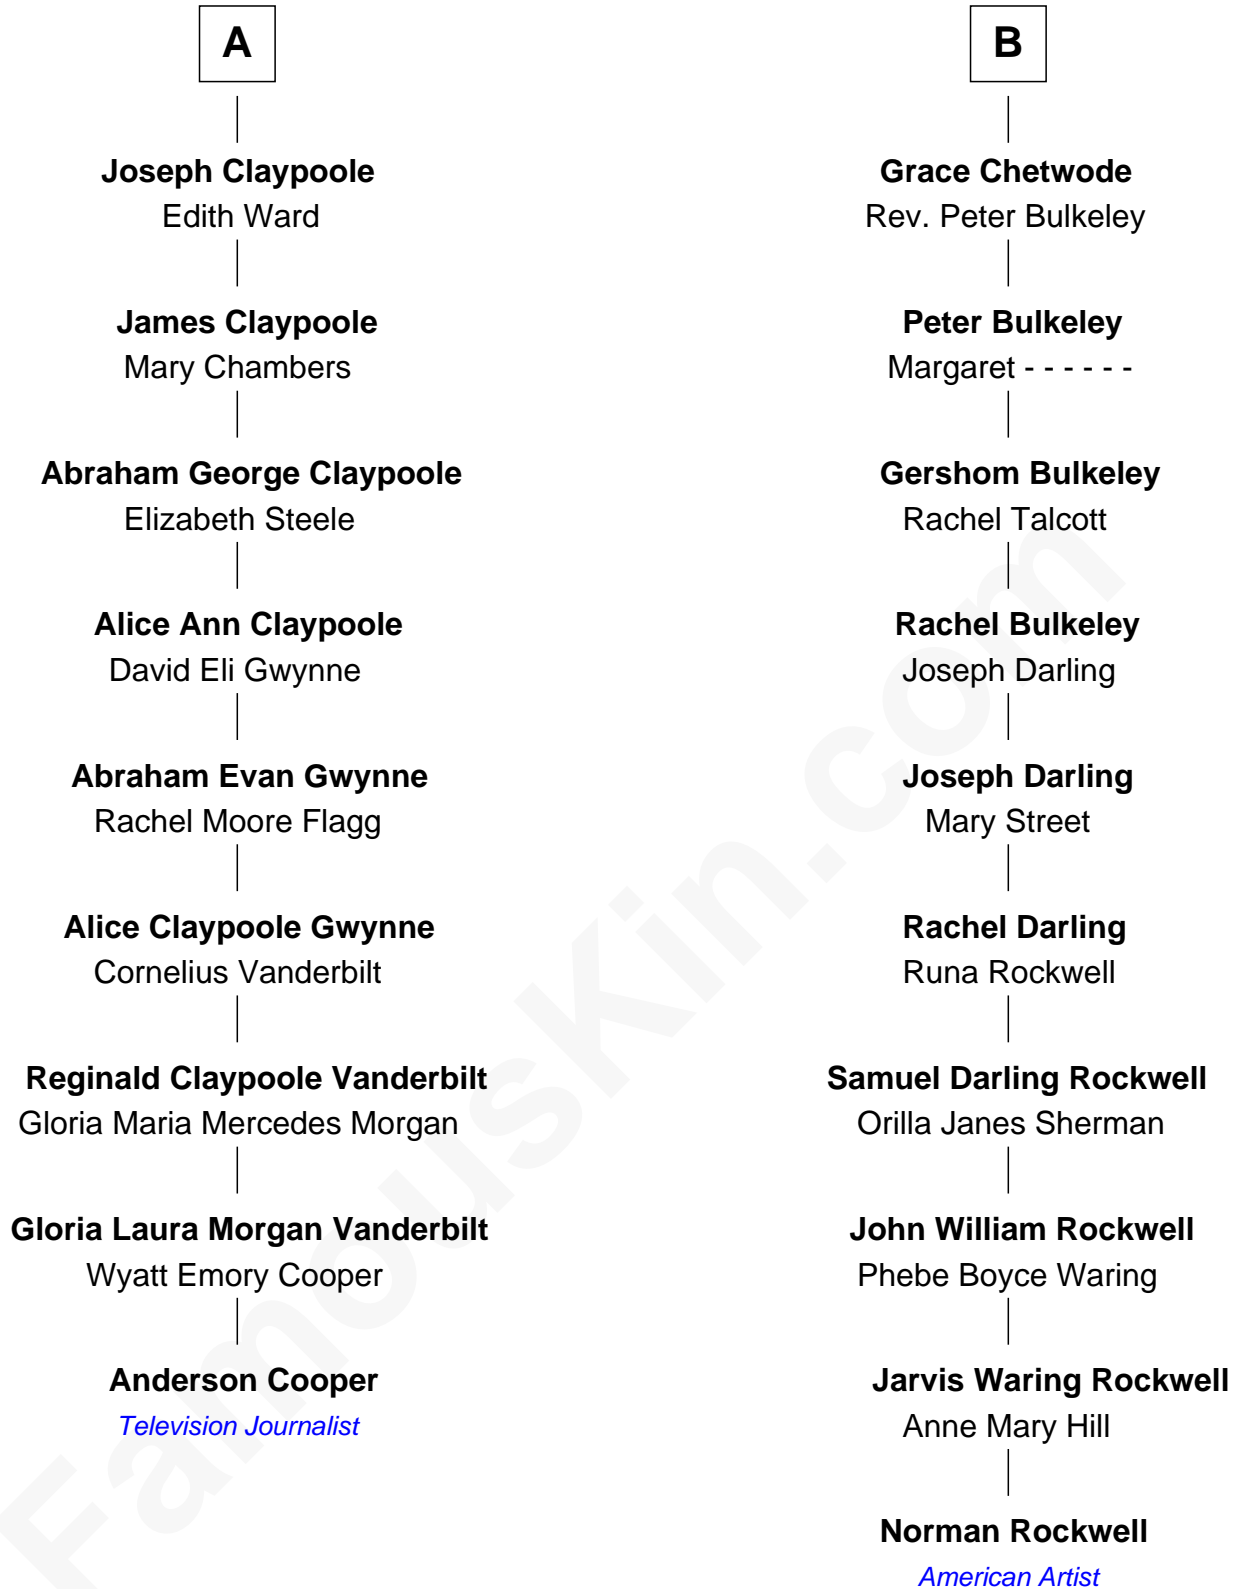 A
Joseph Claypoole
Edith Ward
James Claypoole
Mary Chambers
Abraham George Claypoole
Elizabeth Steele
Alice Ann Claypoole
David Eli Gwynne
Abraham Evan Gwynne
Rachel Moore Flagg
Alice Claypoole Gwynne
Cornelius Vanderbilt
Reginald Claypoole Vanderbilt
Gloria Maria Mercedes Morgan
Gloria Laura Morgan Vanderbilt
Wyatt Emory Cooper
Anderson Cooper
Television Journalist
B
Grace Chetwode
Rev. Peter Bulkeley
Peter Bulkeley
Margaret - - - - - -
Gershom Bulkeley
Rachel Talcott
Rachel Bulkeley
Joseph Darling
Joseph Darling
Mary Street
Rachel Darling
Runa Rockwell
Samuel Darling Rockwell
Orilla Janes Sherman
John William Rockwell
Phebe Boyce Waring
Jarvis Waring Rockwell
Anne Mary Hill
Norman Rockwell
American Artist
FamousKin.com